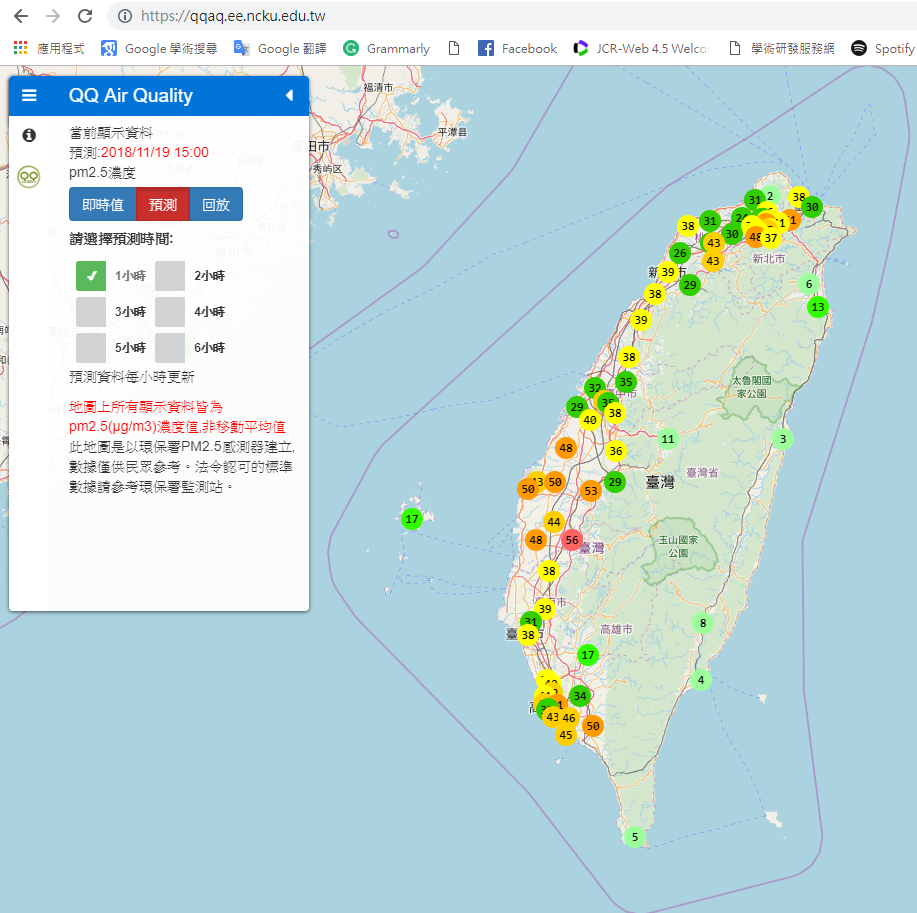 https://qqaq.ee.ncku.edu.tw
應用程式
Google 學術搜尋
Google 翻譯
Grammarly
Facebook
JCR-Web 4.5 Welco
學術研發服務網
Spotify
QQ Air Quality
當前顯示資料
預測:2018/11/19 15:00
pm2.5濃度
即時值 預測 回放
請選擇預測時間:
1小時 2小時
3小時 4小時
5小時 6小時
預測資料每小時更新
地圖上所有顯示資料皆為
pm2.5(μg/m3)濃度值,非移動平均值
此地圖是以環保署PM2.5感測器建立,
數據僅供民眾參考。法令認可的標準
數據請參考環保署監測站。
福清市
平潭县
田市
秀屿区
31
2
38
30
38
31
24
30
48
37
43
新北市
26
43
39
29
6
38
13
39
38
太魯閣國
家公園
32
35
29
35
38
40
11
3
48
36
臺灣省
50
50
53
29
臺灣
17
44
48
56
臺灣
玉山國家
公園
38
39
31
38
8
高雄市
17
4
34
43
46
50
45
5